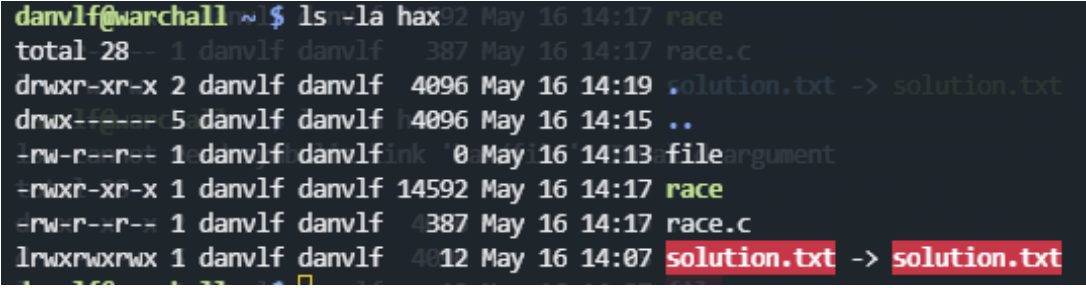 danvlf@warchall ~ $ ls -la hax
total 28
drwxr-xr-x 2 danvlf danvlf  4096 May 16 14:19 .
drwx------ 5 danvlf danvlf  4096 May 16 14:15 ..
-rw-r--r-- 1 danvlf danvlf     0 May 16 14:13 file
-rwxr-xr-x 1 danvlf danvlf 14592 May 16 14:17 race
-rw-r--r-- 1 danvlf danvlf   387 May 16 14:17 race.c
lrwxrwxrwx 1 danvlf danvlf    12 May 16 14:07 solution.txt -> solution.txt